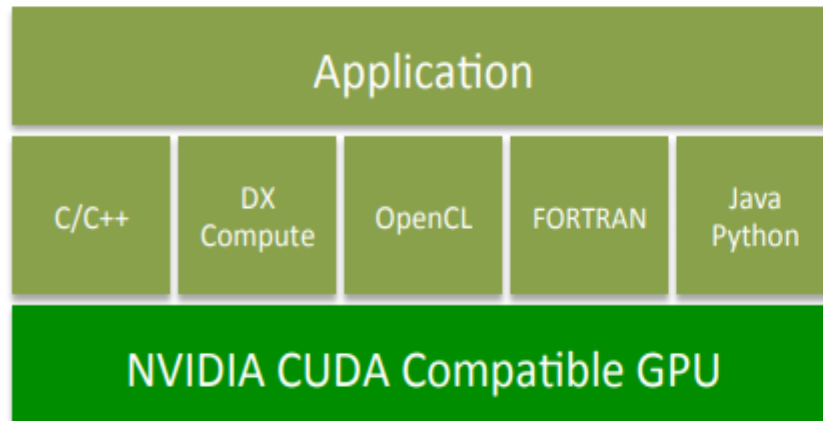 Application
C/C++
DX
Compute
OpenCL
FORTRAN
Java
Python
NVIDIA CUDA Compatible GPU